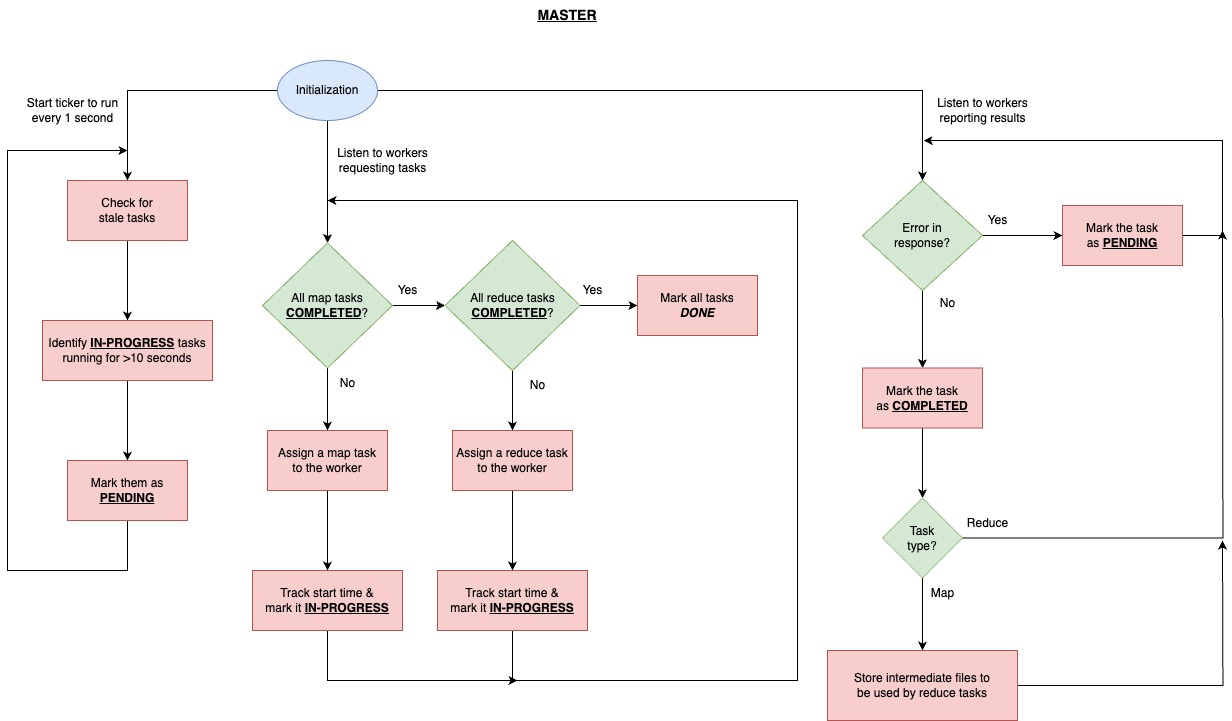 MASTER
Initialization
Start ticker to run
every 1 second
Check for
stale tasks
Identify IN-PROGRESS tasks
running for >10 seconds
Mark them as
PENDING
Listen to workers
requesting tasks
All map tasks
COMPLETED?
Yes
No
Assign a map task
to the worker
Track start time &
mark it IN-PROGRESS
All reduce tasks
COMPLETED?
Yes
No
Assign a reduce task
to the worker
Track start time &
mark it IN-PROGRESS
Mark all tasks
DONE
Listen to workers
reporting results
Error in
response?
Yes
Mark the task
as PENDING
No
Mark the task
as COMPLETED
Task
type?
Reduce
Map
Store intermediate files to
be used by reduce tasks